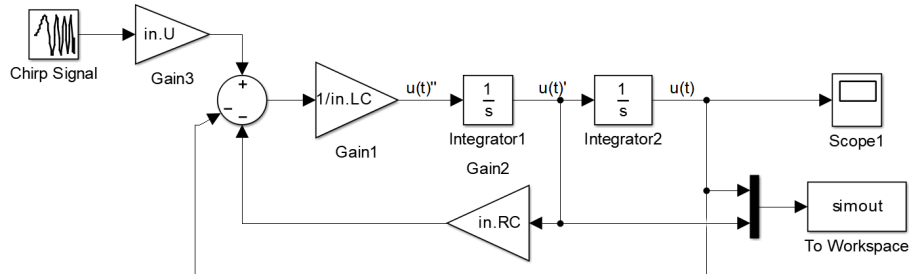 in.U
Chirp Signal
Gain3
+
−
−
1/in.LC
Gain1
u(t)''
1
s
Integrator1
Gain2
u(t)'
1
s
Integrator2
u(t)
Scope1
in.RC
simout
To Workspace